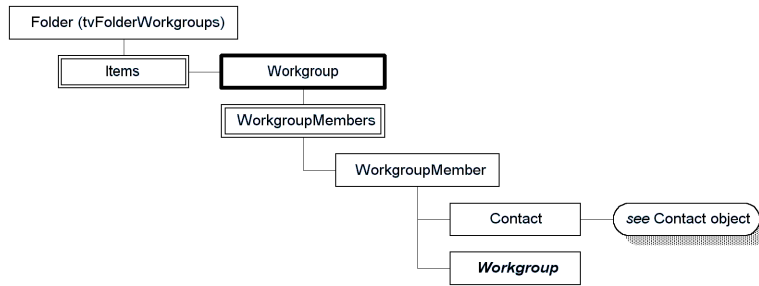 Folder (tvFolderWorkgroups)
Items
Workgroup
WorkgroupMembers
WorkgroupMember
Contact
see Contact object
Workgroup